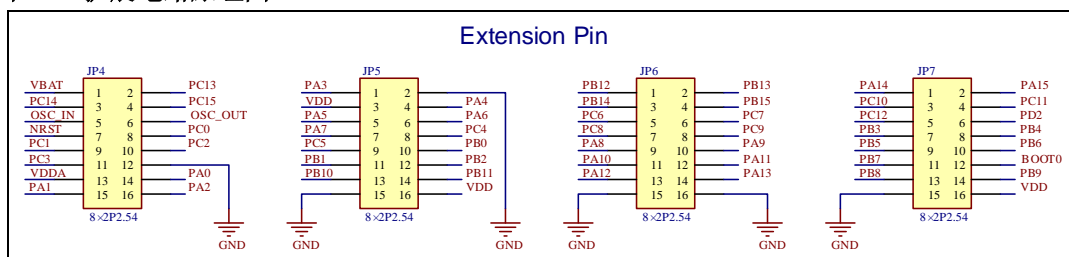 Extension Pin
JP4
VBAT 1 2 PC13
PC14 3 4 PC15
OSC_IN 5 6 OSC_OUT
NRST 7 8 PC0
PC1 9 10 PC2
PC3 11 12
VDDA 13 14 PA0
PA1 15 16 PA2
8×2P2.54
GND
JP5
PA3 1 2
VDD 3 4 PA4
PA5 5 6 PA6
PA7 7 8 PC4
PC5 9 10 PB0
PB1 11 12 PB2
PB10 13 14 PB11
15 16 VDD
8×2P2.54
GND
GND
JP6
PB12 1 2 PB13
PB14 3 4 PB15
PC6 5 6 PC7
PC8 7 8 PC9
PA8 9 10 PA9
PA10 11 12 PA11
PA12 13 14 PA13
15 16
8×2P2.54
GND
GND
JP7
PA14 1 2 PA15
PC10 3 4 PC11
PC12 5 6 PD2
PB3 7 8 PB4
PB5 9 10 PB6
PB7 11 12 BOOT0
PB8 13 14 PB9
15 16 VDD
8×2P2.54
GND